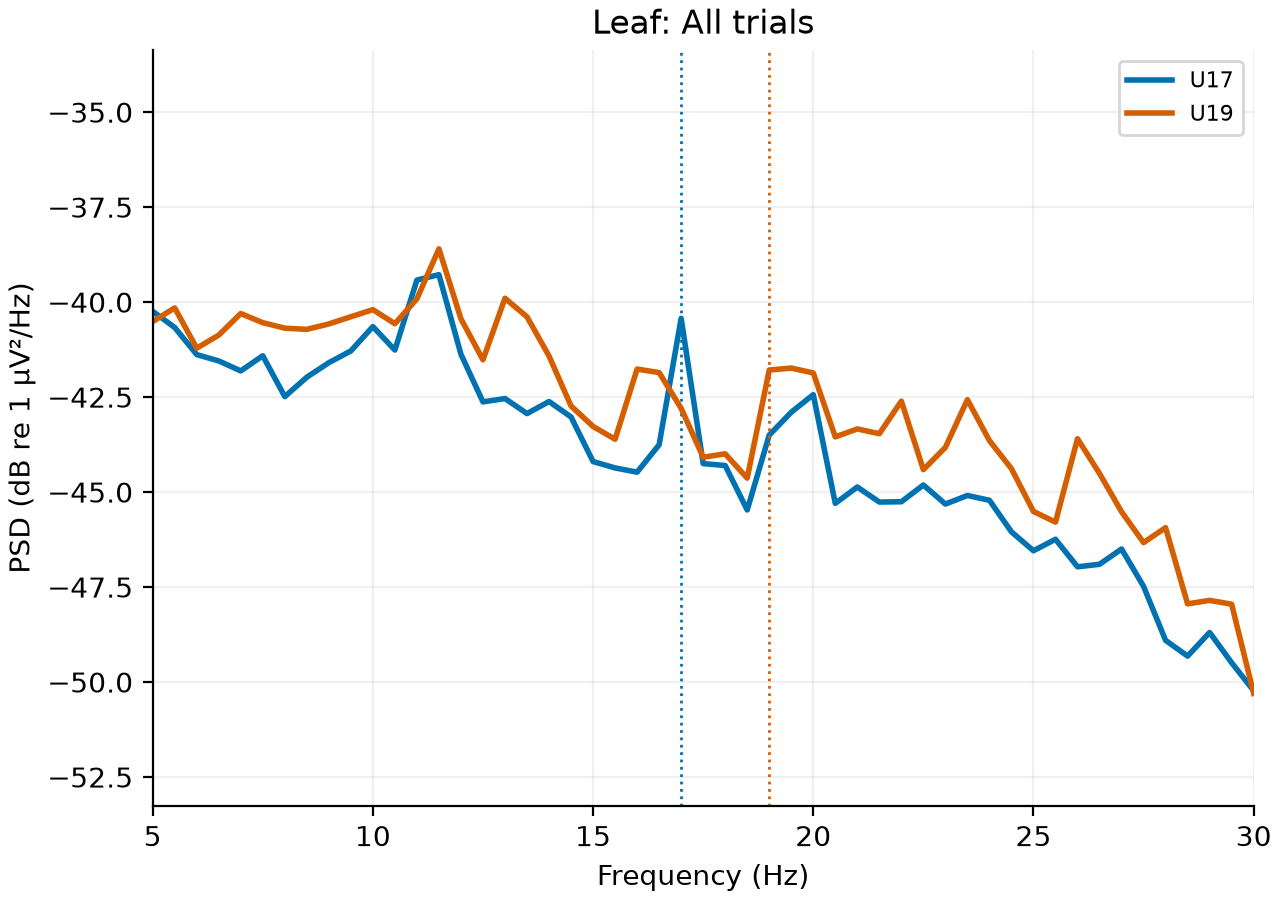 Leaf: All trials
U17
U19
PSD (dB re 1 µV²/Hz)
−35.0
−37.5
−40.0
−42.5
−45.0
−47.5
−50.0
−52.5
5 10 15 20 25 30
Frequency (Hz)